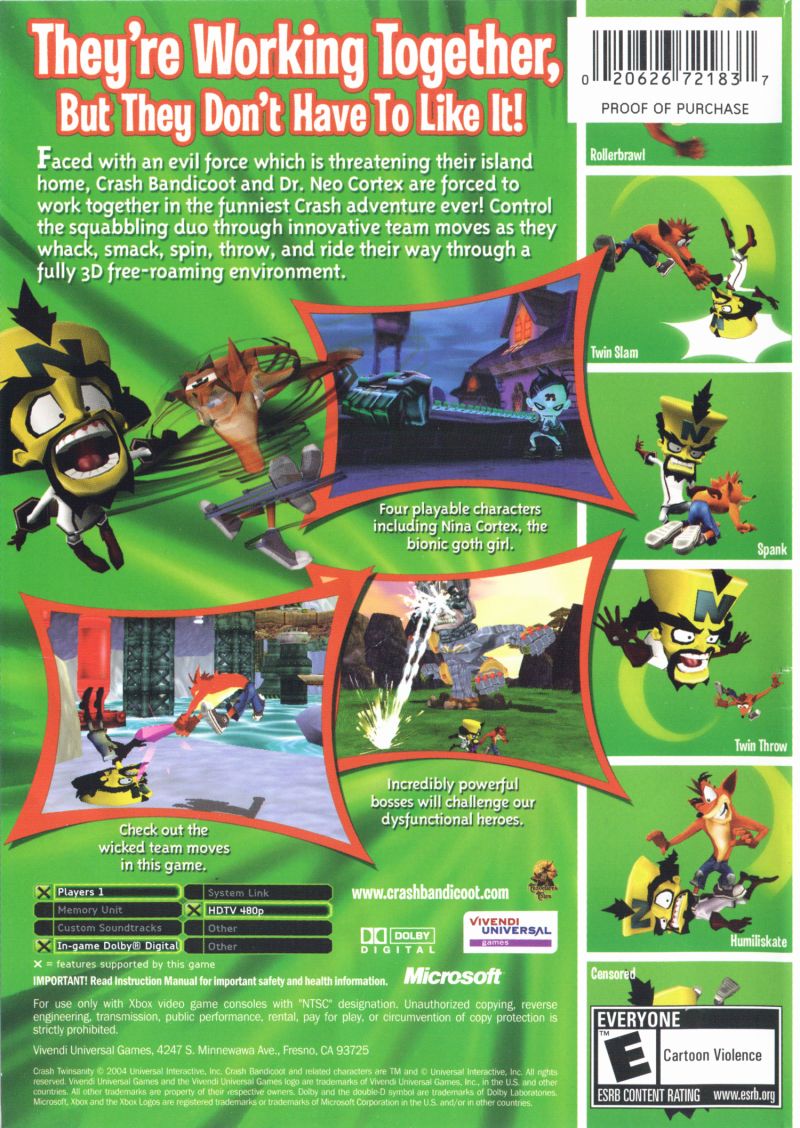 They're Working Together,
But They Don't Have To Like It!
Faced with an evil force which is threatening their island
home, Crash Bandicoot and Dr. Neo Cortex are forced to
work together in the funniest Crash adventure ever! Control
the squabbling duo through innovative team moves as they
whack, smack, spin, throw, and ride their way through a
fully 3D free-roaming environment.
0 20626 72183 7
PROOF OF PURCHASE
Rollerbrawl
Twin Slam
Spank
Twin Throw
Humiliskate
Censored
Four playable characters
including Nina Cortex, the
bionic goth girl.
Incredibly powerful
bosses will challenge our
dysfunctional heroes.
Check out the
wicked team moves
in this game.
Players 1
System Link
Memory Unit
HDTV 480p
Custom Soundtracks
Other
In-game Dolby® Digital
Other
X = features supported by this game
www.crashbandicoot.com
Traveller's
Tales
DOLBY
DIGITAL
VIVENDI
UNIVERSAL
games
IMPORTANT! Read Instruction Manual for important safety and health information.
Microsoft
For use only with Xbox video game consoles with "NTSC" designation. Unauthorized copying, reverse
engineering, transmission, public performance, rental, pay for play, or circumvention of copy protection is
strictly prohibited.
Vivendi Universal Games, 4247 S. Minnewawa Ave., Fresno, CA 93725
Crash Twinsanity © 2004 Universal Interactive, Inc. Crash Bandicoot and related characters are TM and © Universal Interactive, Inc. All rights
reserved. Vivendi Universal Games and the Vivendi Universal Games logo are trademarks of Vivendi Universal Games, Inc., in the U.S. and other
countries. All other trademarks are property of their respective owners. Dolby and the double-D symbol are trademarks of Dolby Laboratories.
Microsoft, Xbox and the Xbox Logos are registered trademarks or trademarks of Microsoft Corporation in the U.S. and/or in other countries.
EVERYONE
E
TM
Cartoon Violence
ESRB CONTENT RATING www.esrb.org